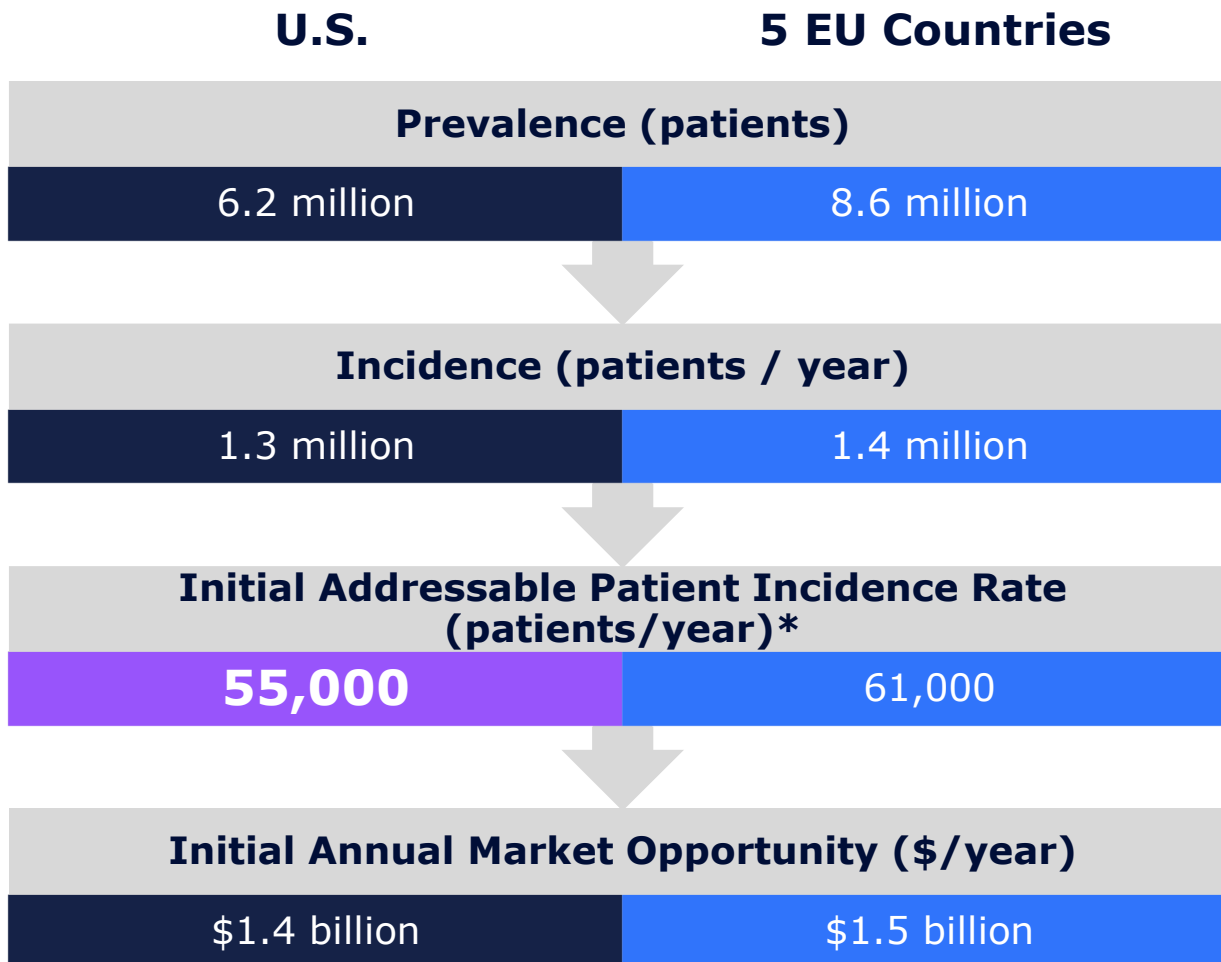 U.S.
5 EU Countries
Prevalence (patients)
6.2 million
8.6 million
Incidence (patients / year)
1.3 million
1.4 million
Initial Addressable Patient Incidence Rate
(patients/year)*
55,000
61,000
Initial Annual Market Opportunity ($/year)
$1.4 billion
$1.5 billion